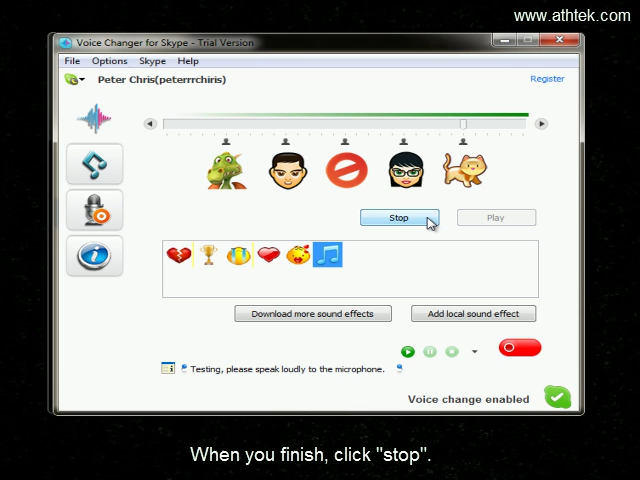 www.athtek.com
Voice Changer for Skype - Trial Version
File Options Skype Help
Peter Chris(peterrrchiris)
Register
Stop Play
Download more sound effects Add local sound effect
Testing, please speak loudly to the microphone.
Voice change enabled
When you finish, click "stop".